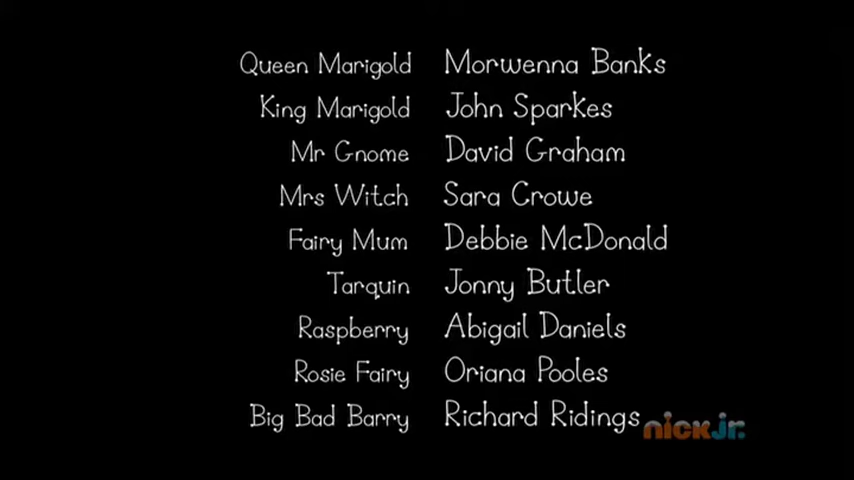 Queen Marigold Morwenna Banks
King Marigold John Sparkes
Mr Gnome David Graham
Mrs Witch Sara Crowe
Fairy Mum Debbie McDonald
Tarquin Jonny Butler
Raspberry Abigail Daniels
Rosie Fairy Oriana Pooles
Big Bad Barry Richard Ridings
nick jr.